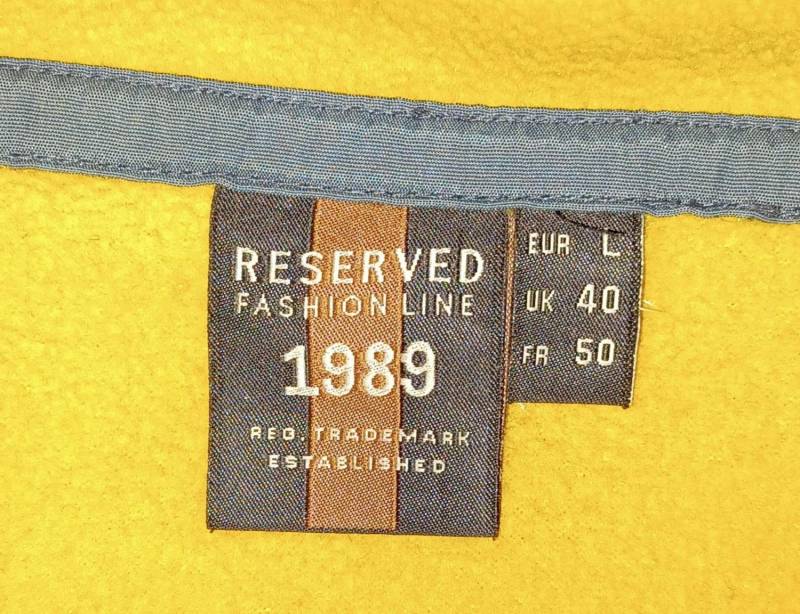 RESERVED
FASHION LINE
1989
REG. TRADEMARK
ESTABLISHED
EUR L
UK 40
FR 50